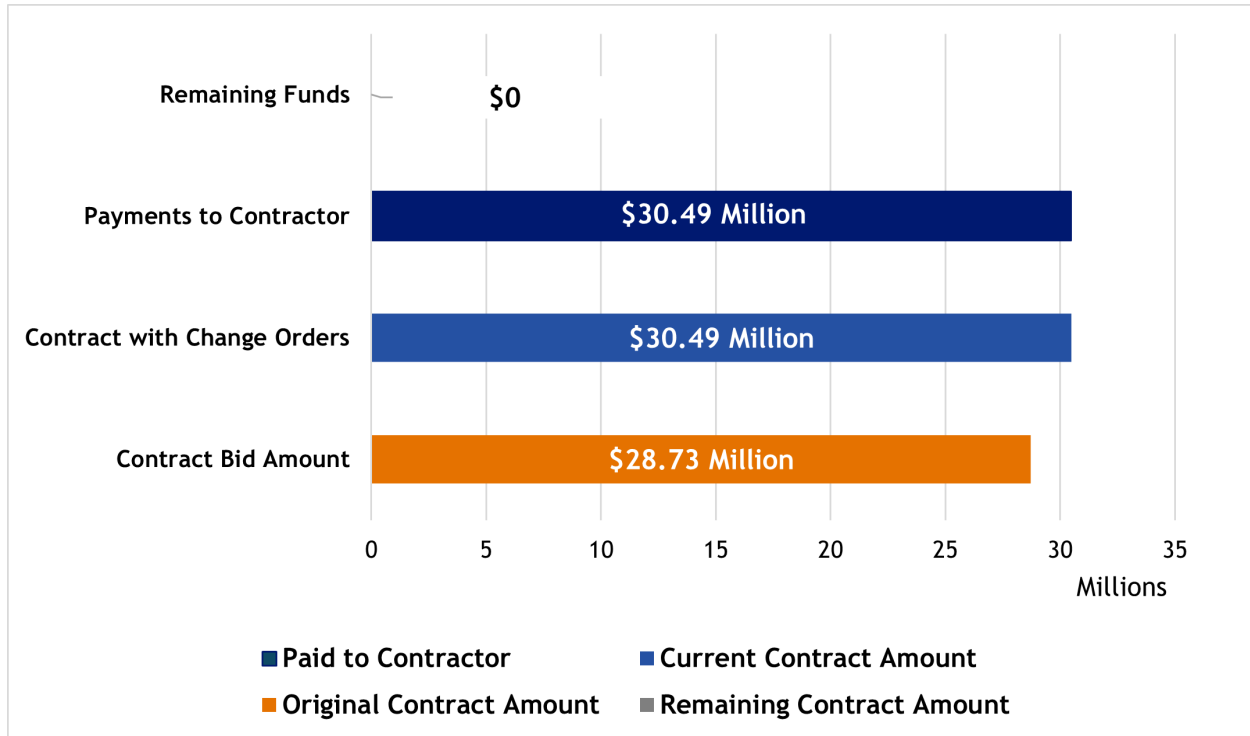 Remaining Funds
$0
Payments to Contractor
$30.49 Million
Contract with Change Orders
$30.49 Million
Contract Bid Amount
$28.73 Million
0 5 10 15 20 25 30 35
Millions
Paid to Contractor
Current Contract Amount
Original Contract Amount
Remaining Contract Amount